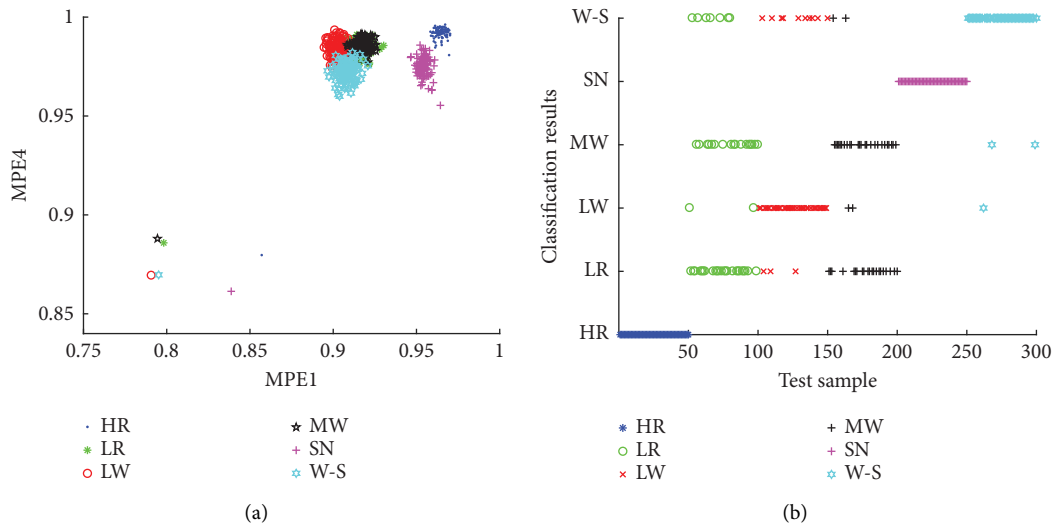 MPE4
1
0.95
0.9
0.85
0.75
0.8
0.85
0.9
0.95
1
MPE1
HR
LR
LW
MW
SN
W-S
(a)
Classification results
W-S
SN
MW
LW
LR
HR
50
100
150
200
250
300
Test sample
HR
LR
LW
MW
SN
W-S
(b)